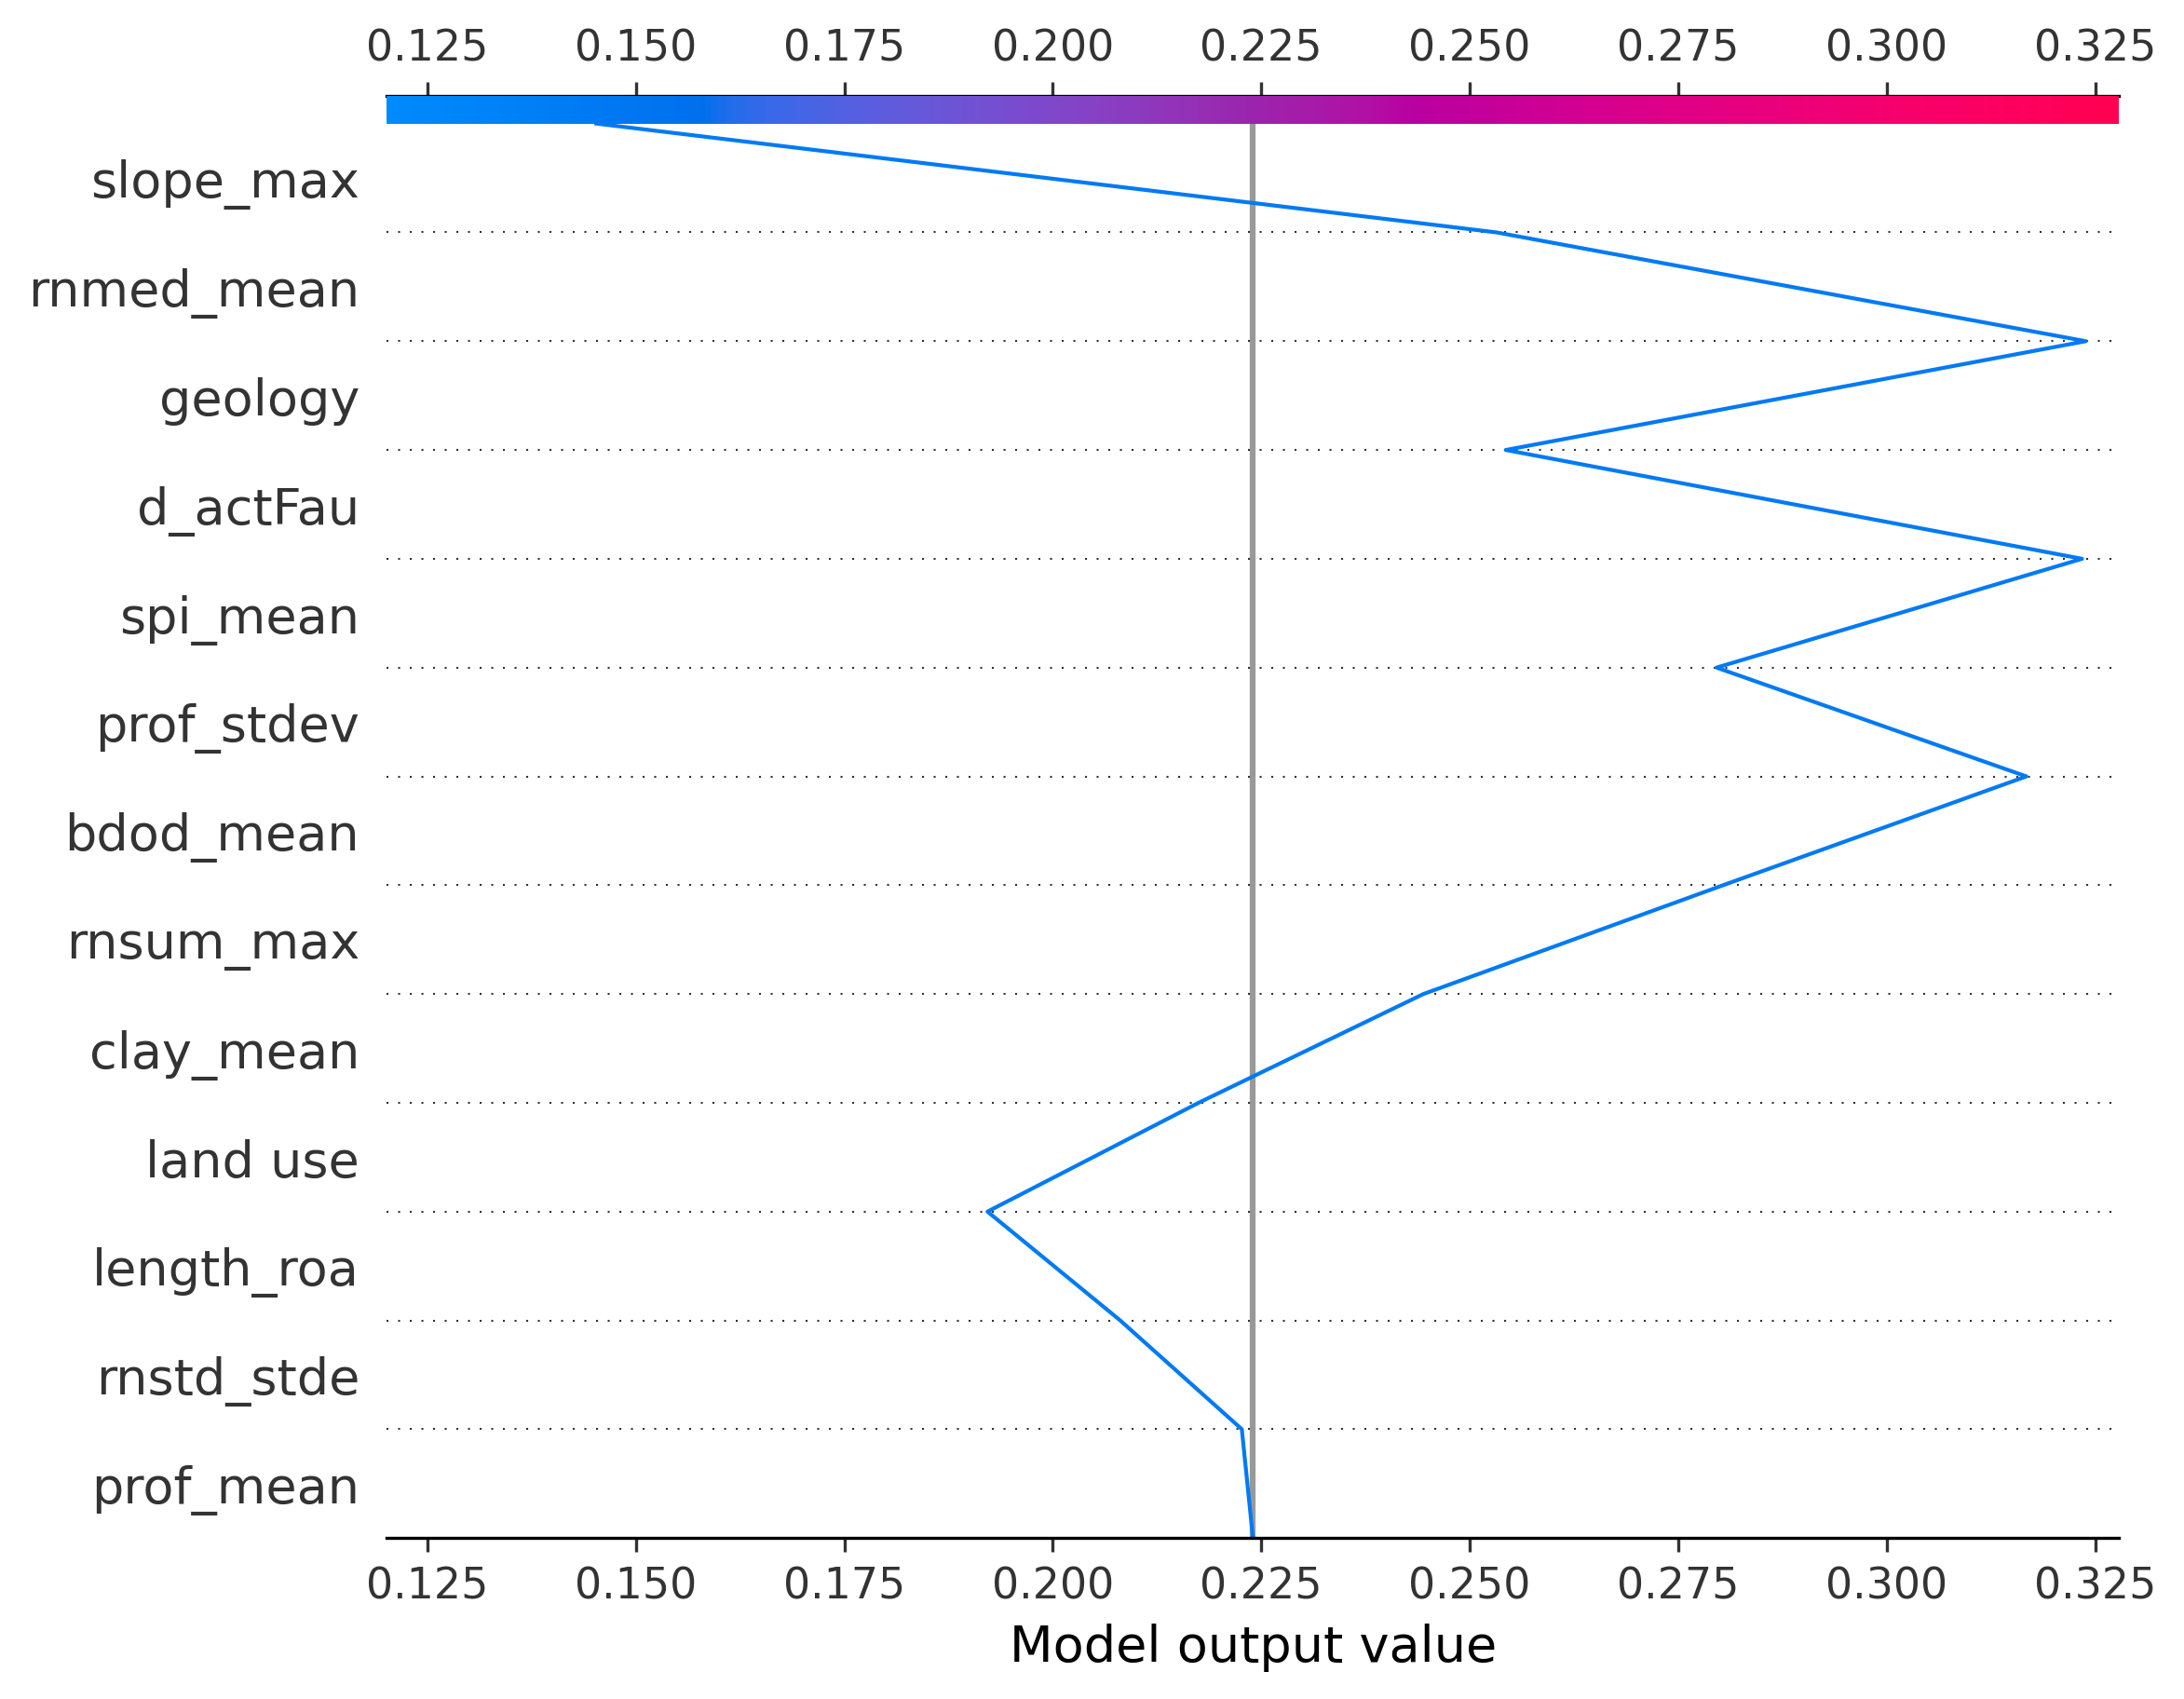 0.125 0.150 0.175 0.200 0.225 0.250 0.275 0.300 0.325
slope_max
rnmed_mean
geology
d_actFau
spi_mean
prof_stdev
bdod_mean
rnsum_max
clay_mean
land use
length_roa
rnstd_stde
prof_mean
0.125 0.150 0.175 0.200 0.225 0.250 0.275 0.300 0.325
Model output value